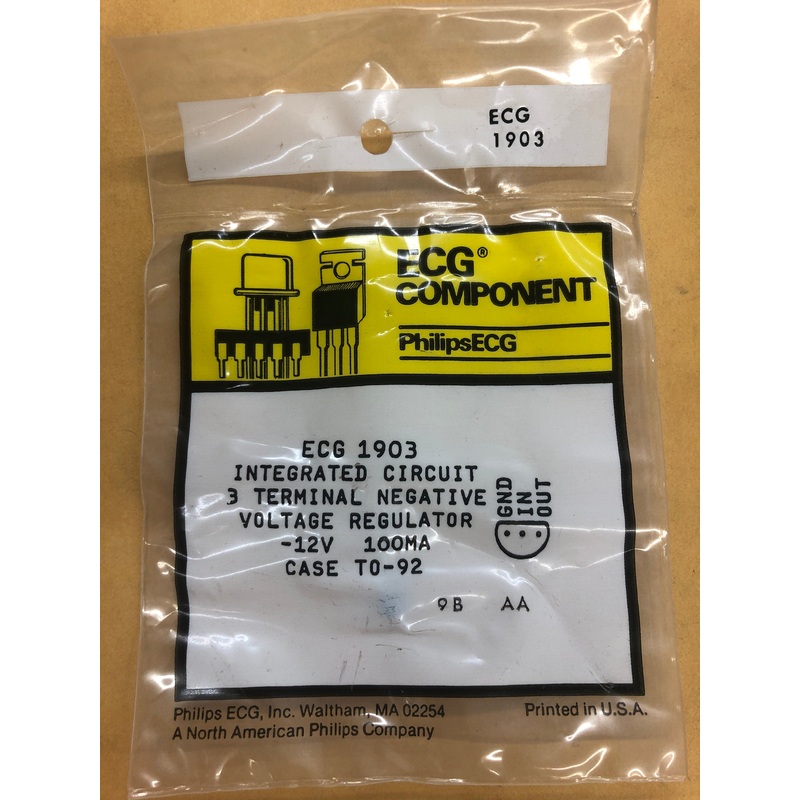 ECG
1903
ECG®
COMPONENT
PhilipsECG
ECG 1903
INTEGRATED CIRCUIT
3 TERMINAL NEGATIVE
VOLTAGE REGULATOR
-12V 100MA
CASE TO-92
GND
IN
OUT
9B AA
Philips ECG, Inc. Waltham, MA 02254
A North American Philips Company
Printed in U.S.A.